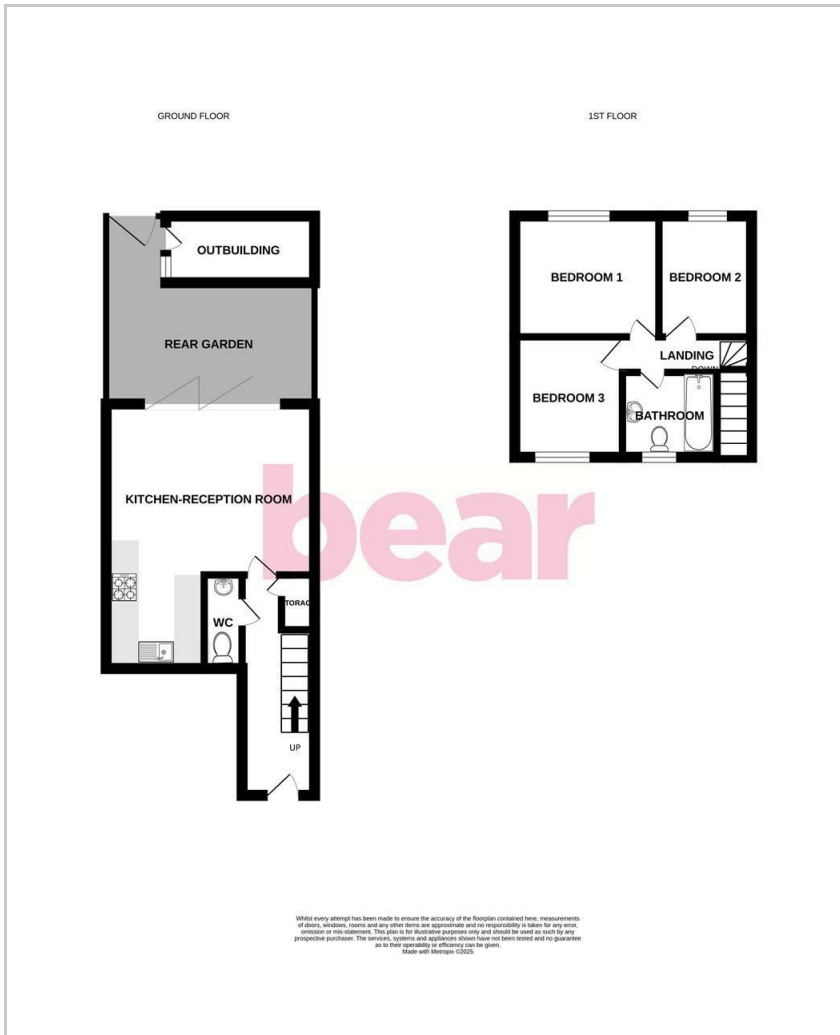 GROUND FLOOR
OUTBUILDING
REAR GARDEN
KITCHEN-RECEPTION ROOM
WC
TORAG
UP
1ST FLOOR
BEDROOM 1
BEDROOM 2
LANDING
DOWN
BEDROOM 3
BATHROOM
bear
Whilst every attempt has been made to ensure the accuracy of the floorplan contained here, measurements
of doors, windows, rooms and any other items are approximate and no responsibility is taken for any error,
omission or mis-statement. This plan is for illustrative purposes only and should be used as such by any
prospective purchaser. The services, systems and appliances shown have not been tested and no guarantee
as to their operability or efficiency can be given.
Made with Metropix ©2025